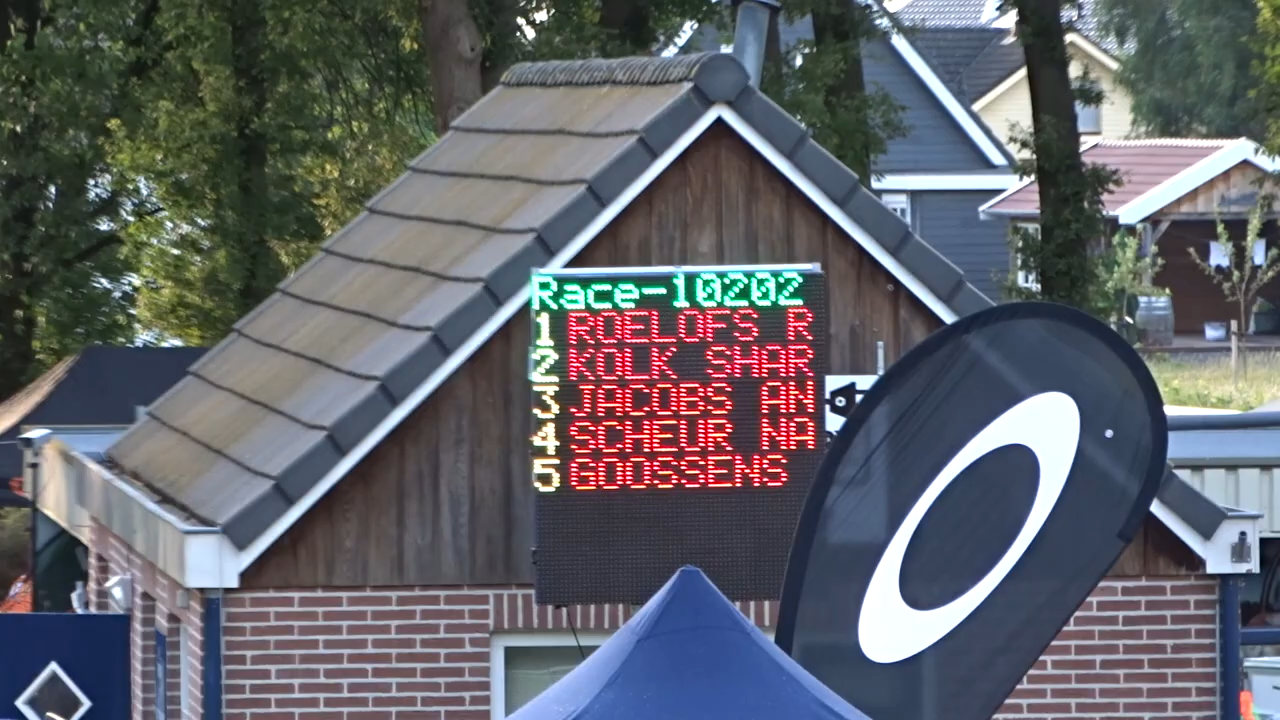 Race-10202
1 ROELOFS R
2 KOLK SHAR
3 JACOBS AN
4 SCHEUR NA
5 GOOSSENS